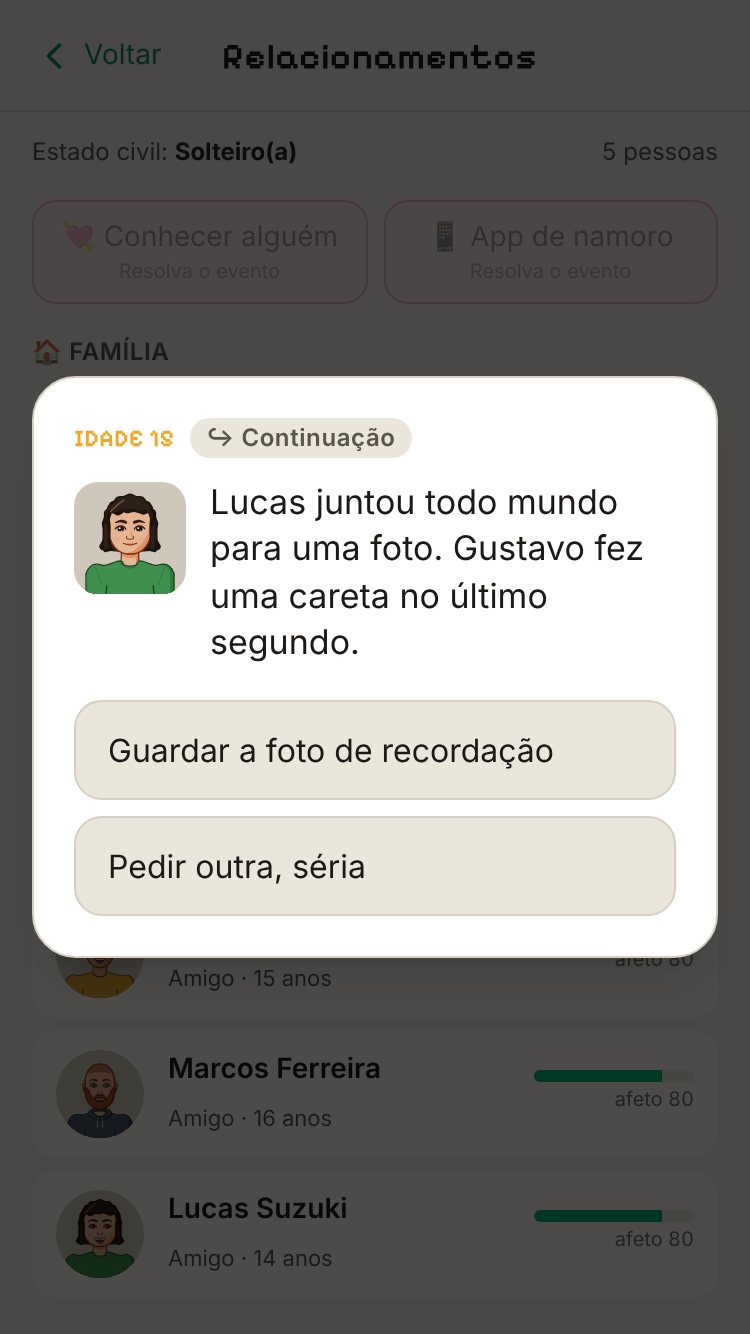 Voltar
Relacionamentos
Estado civil: Solteiro(a)
5 pessoas
Conhecer alguém
Resolva o evento
App de namoro
Resolva o evento
FAMÍLIA
IDADE 18
Continuação
Lucas juntou todo mundo
para uma foto. Gustavo fez
uma careta no último
segundo.
Guardar a foto de recordação
Pedir outra, séria
afeto 80
Amigo · 15 anos
Marcos Ferreira
afeto 80
Amigo · 16 anos
Lucas Suzuki
afeto 80
Amigo · 14 anos